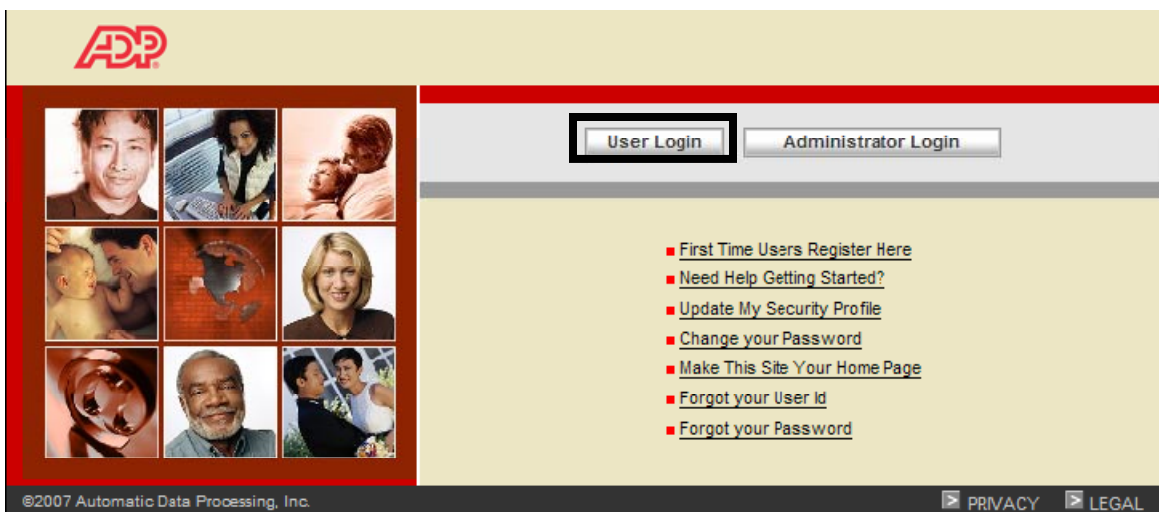 ADP
User Login Administrator Login
First Time Users Register Here
Need Help Getting Started?
Update My Security Profile
Change your Password
Make This Site Your Home Page
Forgot your User Id
Forgot your Password
©2007 Automatic Data Processing, Inc. PRIVACY LEGAL